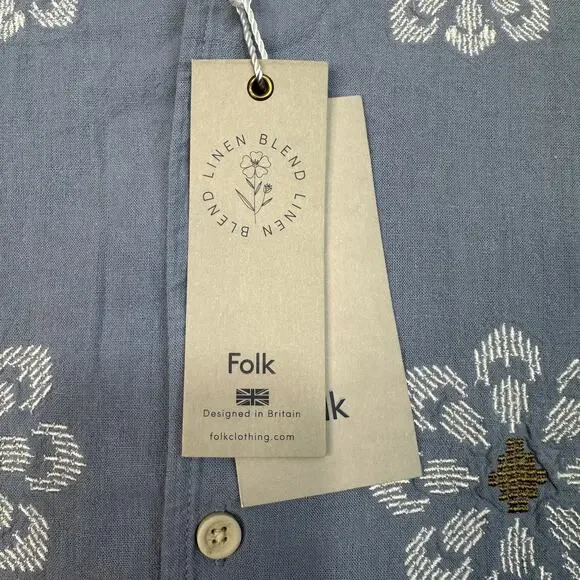 LINEN BLEND LINEN BLEND
Folk
Designed in Britain
folkclothing.com
lk